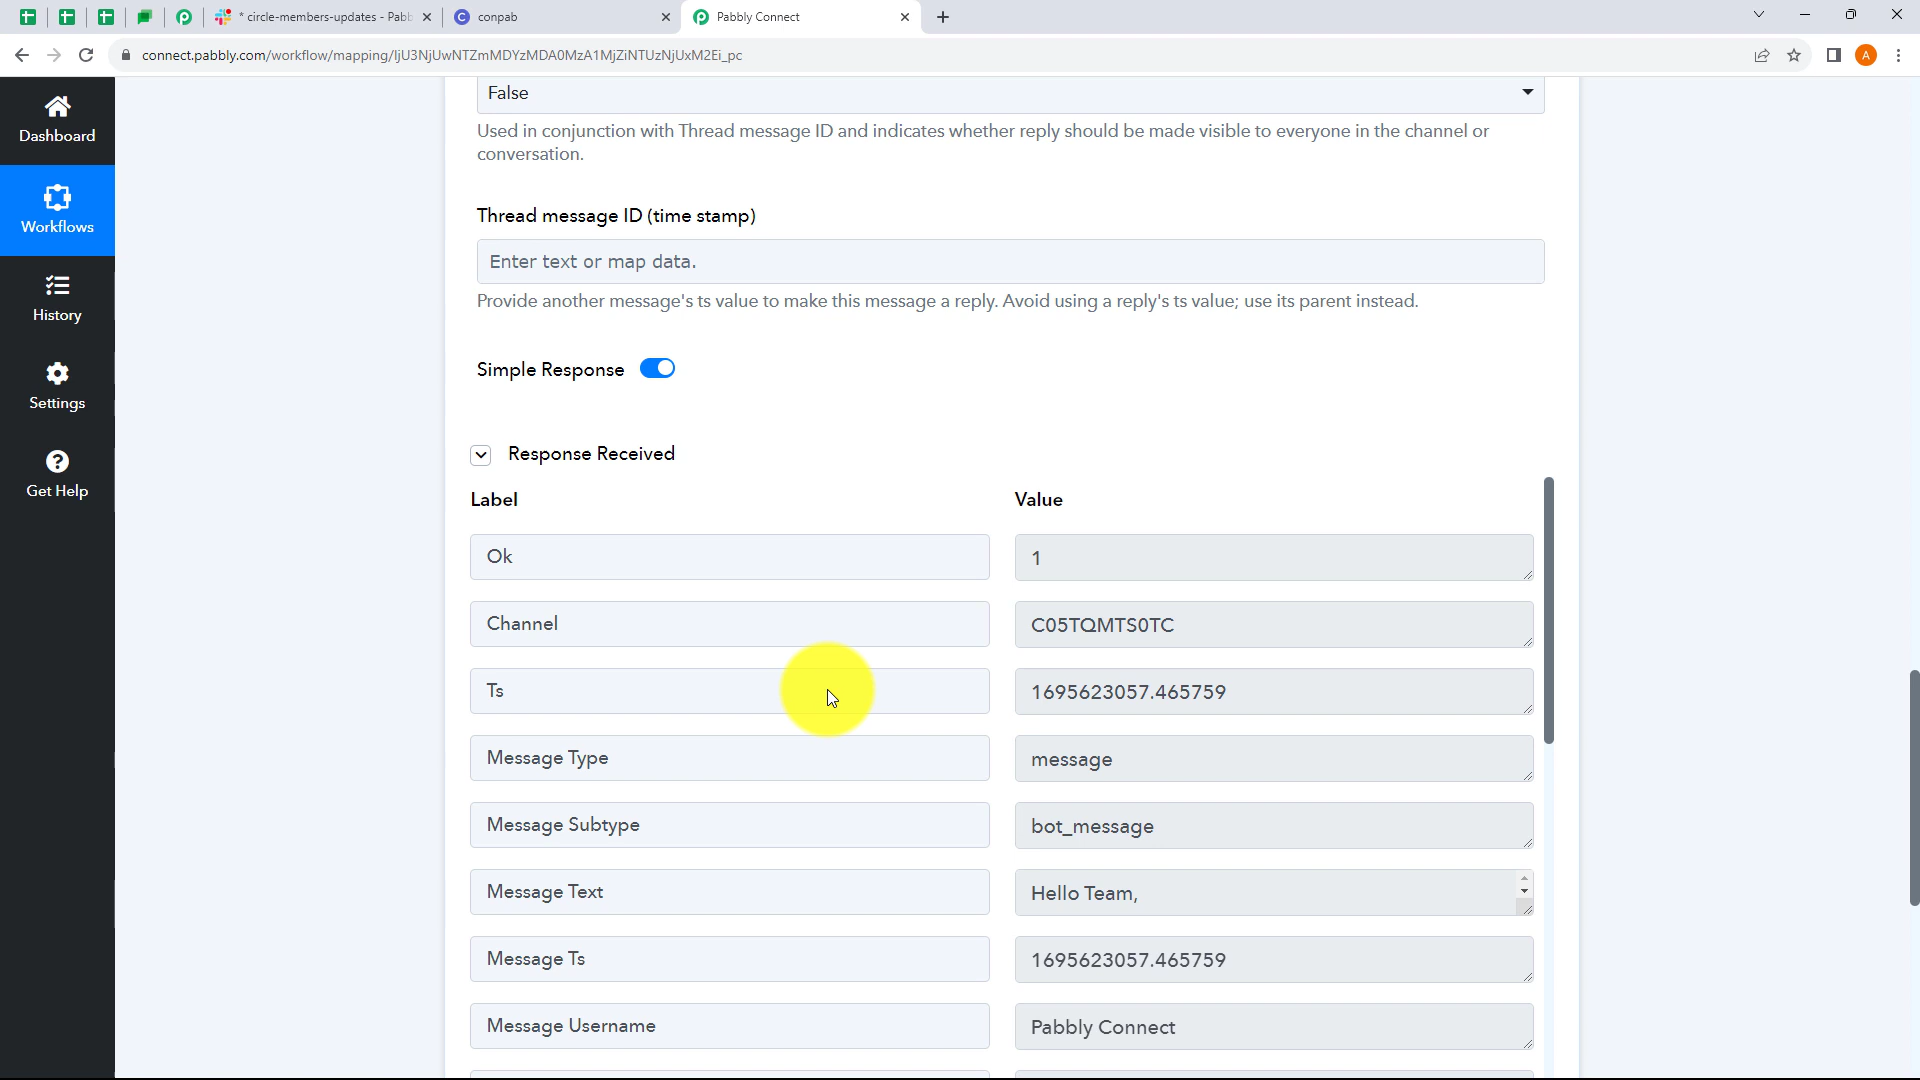 * circle-members-updates - Pabb
conpab
Pabbly Connect
connect.pabbly.com/workflow/mapping/IjU3NjUwNTZmMDYzMDA0MzA1MjZiNTUzNjUxM2Ei_pc
A
Dashboard
Workflows
History
Settings
Get Help
False
Used in conjunction with Thread message ID and indicates whether reply should be made visible to everyone in the channel or
conversation.
Thread message ID (time stamp)
Enter text or map data.
Provide another message's ts value to make this message a reply. Avoid using a reply's ts value; use its parent instead.
Simple Response
Response Received
Label Value
Ok 1
Channel C05TQMTS0TC
Ts 1695623057.465759
Message Type message
Message Subtype bot_message
Message Text Hello Team,
Message Ts 1695623057.465759
Message Username Pabbly Connect